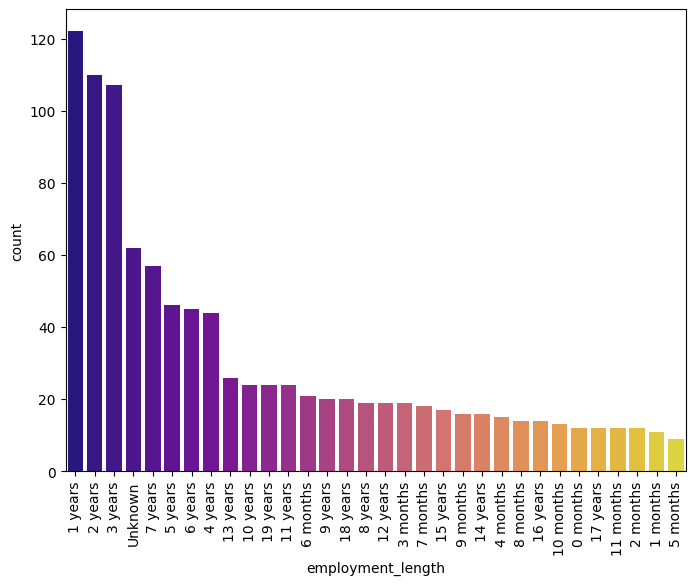 120
100
80
60
40
20
0
count
1 years
2 years
3 years
Unknown
7 years
5 years
6 years
4 years
13 years
10 years
19 years
11 years
6 months
9 years
18 years
8 years
12 years
3 months
7 months
15 years
9 months
14 years
4 months
8 months
16 years
10 months
0 months
17 years
11 months
2 months
1 months
5 months
employment_length